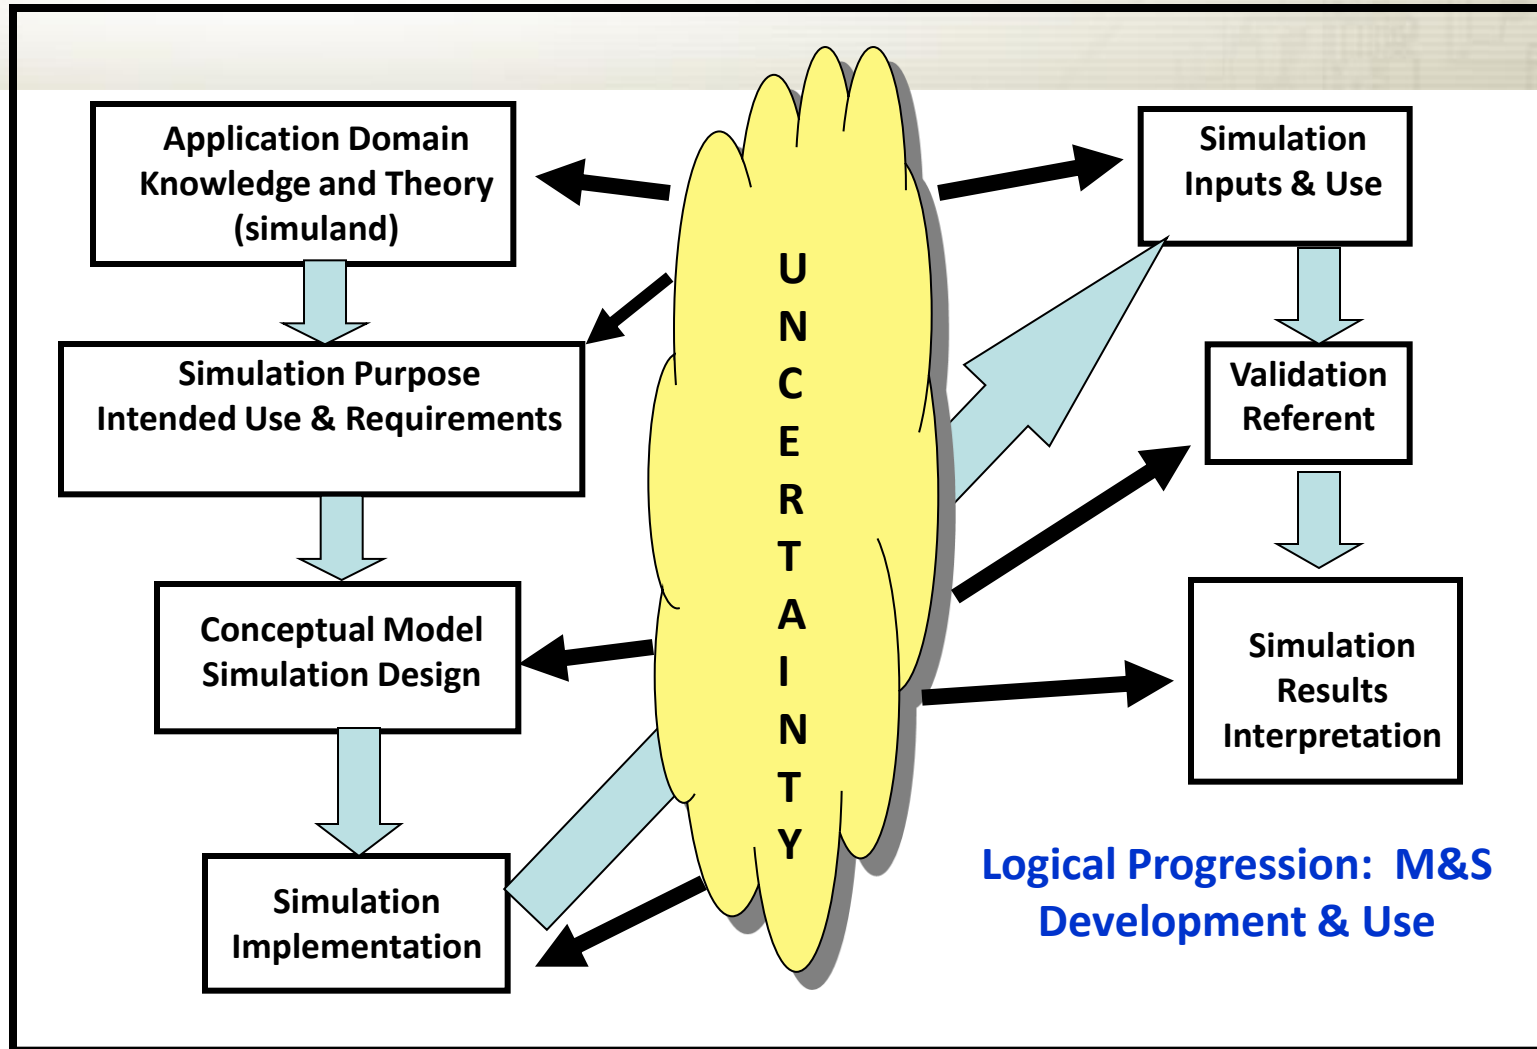 Application Domain
Knowledge and Theory
(simuland)
Simulation Purpose
Intended Use & Requirements
Conceptual Model
Simulation Design
Simulation
Implementation
U
N
C
E
R
T
A
I
N
T
Y
Simulation
Inputs & Use
Validation
Referent
Simulation
Results
Interpretation
Logical Progression: M&S
Development & Use